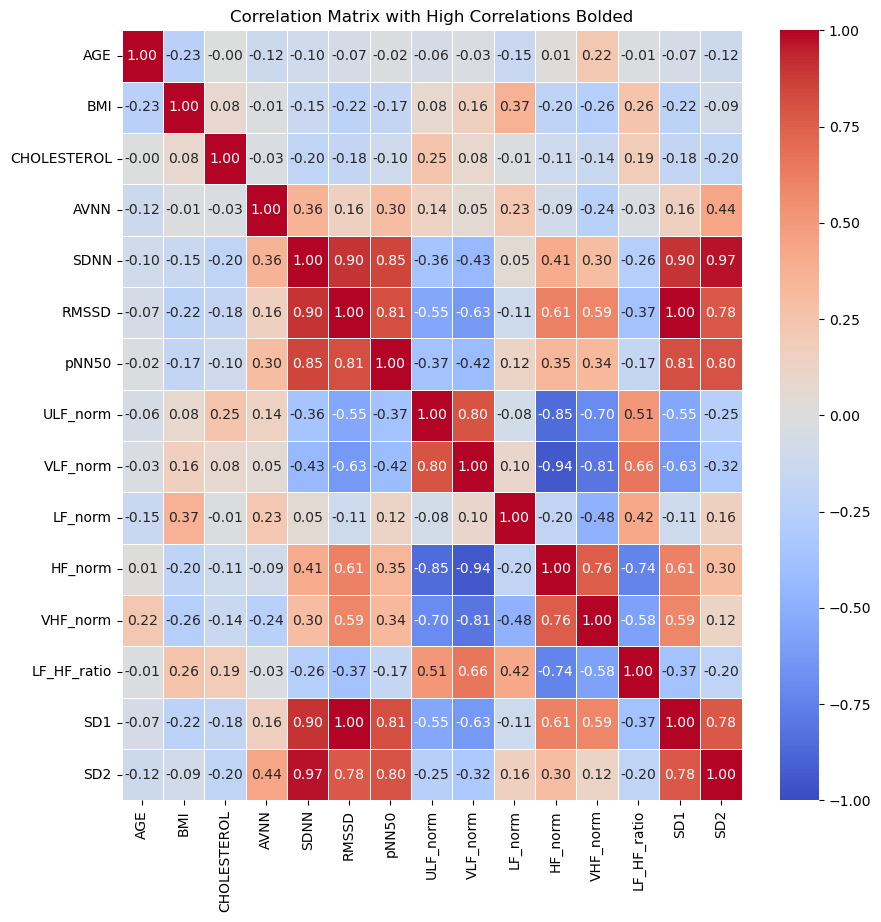 Correlation Matrix with High Correlations Bolded
AGE 1.00 -0.23 -0.00 -0.12 -0.10 -0.07 -0.02 -0.06 -0.03 -0.15 0.01 0.22 -0.01 -0.07 -0.12
BMI -0.23 1.00 0.08 -0.01 -0.15 -0.22 -0.17 0.08 0.16 0.37 -0.20 -0.26 0.26 -0.22 -0.09
CHOLESTEROL -0.00 0.08 1.00 -0.03 -0.20 -0.18 -0.10 0.25 0.08 -0.01 -0.11 -0.14 0.19 -0.18 -0.20
AVNN -0.12 -0.01 -0.03 1.00 0.36 0.16 0.30 0.14 0.05 0.23 -0.09 -0.24 -0.03 0.16 0.44
SDNN -0.10 -0.15 -0.20 0.36 1.00 0.90 0.85 -0.36 -0.43 0.05 0.41 0.30 -0.26 0.90 0.97
RMSSD -0.07 -0.22 -0.18 0.16 0.90 1.00 0.81 -0.55 -0.63 -0.11 0.61 0.59 -0.37 1.00 0.78
pNN50 -0.02 -0.17 -0.10 0.30 0.85 0.81 1.00 -0.37 -0.42 0.12 0.35 0.34 -0.17 0.81 0.80
ULF_norm -0.06 0.08 0.25 0.14 -0.36 -0.55 -0.37 1.00 0.80 -0.08 -0.85 -0.70 0.51 -0.55 -0.25
VLF_norm -0.03 0.16 0.08 0.05 -0.43 -0.63 -0.42 0.80 1.00 0.10 -0.94 -0.81 0.66 -0.63 -0.32
LF_norm -0.15 0.37 -0.01 0.23 0.05 -0.11 0.12 -0.08 0.10 1.00 -0.20 -0.48 0.42 -0.11 0.16
HF_norm 0.01 -0.20 -0.11 -0.09 0.41 0.61 0.35 -0.85 -0.94 -0.20 1.00 0.76 -0.74 0.61 0.30
VHF_norm 0.22 -0.26 -0.14 -0.24 0.30 0.59 0.34 -0.70 -0.81 -0.48 0.76 1.00 -0.58 0.59 0.12
LF_HF_ratio -0.01 0.26 0.19 -0.03 -0.26 -0.37 -0.17 0.51 0.66 0.42 -0.74 -0.58 1.00 -0.37 -0.20
SD1 -0.07 -0.22 -0.18 0.16 0.90 1.00 0.81 -0.55 -0.63 -0.11 0.61 0.59 -0.37 1.00 0.78
SD2 -0.12 -0.09 -0.20 0.44 0.97 0.78 0.80 -0.25 -0.32 0.16 0.30 0.12 -0.20 0.78 1.00
AGE BMI CHOLESTEROL AVNN SDNN RMSSD pNN50 ULF_norm VLF_norm LF_norm HF_norm VHF_norm LF_HF_ratio SD1 SD2
1.00
0.75
0.50
0.25
0.00
−0.25
−0.50
−0.75
−1.00